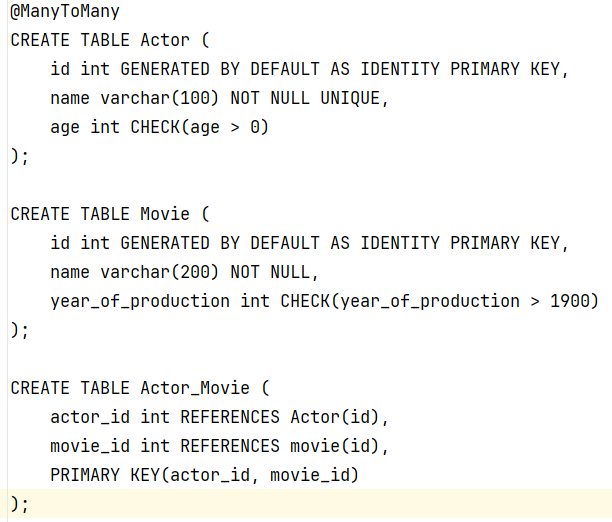 @ManyToMany
CREATE TABLE Actor (
    id int GENERATED BY DEFAULT AS IDENTITY PRIMARY KEY,
    name varchar(100) NOT NULL UNIQUE,
    age int CHECK(age > 0)
);

CREATE TABLE Movie (
    id int GENERATED BY DEFAULT AS IDENTITY PRIMARY KEY,
    name varchar(200) NOT NULL,
    year_of_production int CHECK(year_of_production > 1900)
);

CREATE TABLE Actor_Movie (
    actor_id int REFERENCES Actor(id),
    movie_id int REFERENCES movie(id),
    PRIMARY KEY(actor_id, movie_id)
);